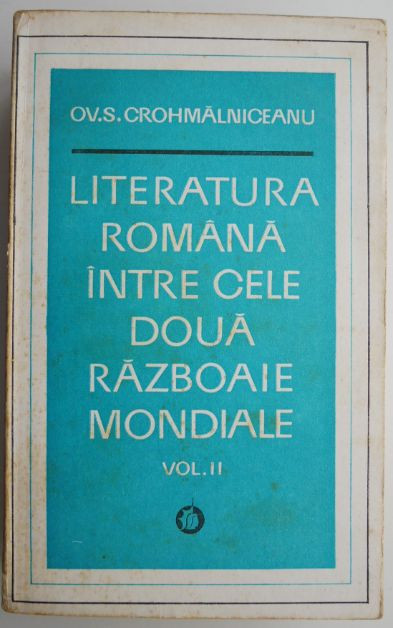 OV.S.CROHMĂLNICEANU
LITERATURA
ROMÂNĂ
ÎNTRE CELE
DOUĂ
RĂZBOAIE
MONDIALE
VOL.II